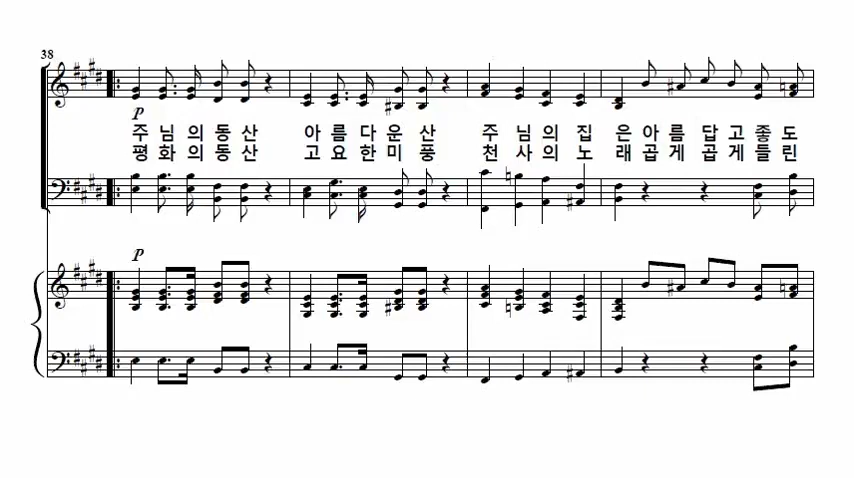 38
p
주 님 의 동 산 아 름 다 운 산 주 님 의 집 은 아 름 답 고 좋 도
평 화 의 동 산 고 요 한 미 풍 천 사 의 노 래 곱 게 곱 게 들 린
p